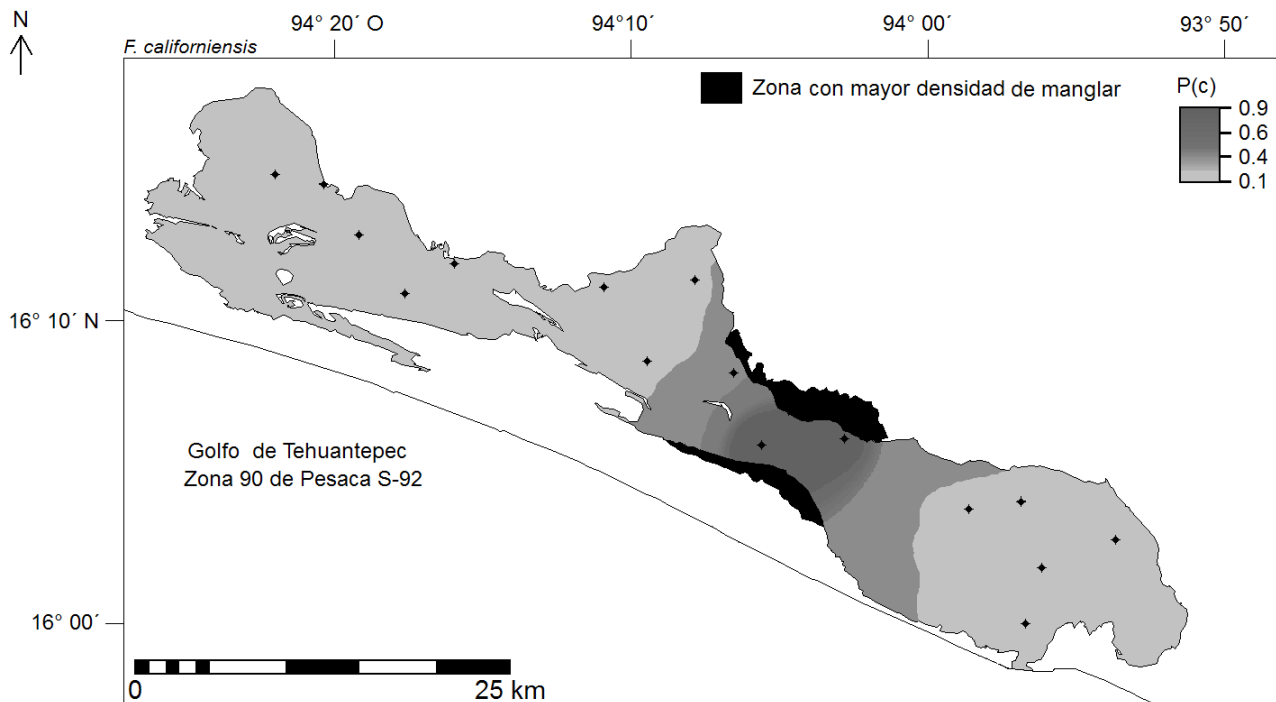 N
94° 20´ O
94°10´
94° 00´
93° 50´
F. californiensis
Zona con mayor densidad de manglar
P(c)
0.9
0.6
0.4
0.1
16° 10´ N
Golfo de Tehuantepec
Zona 90 de Pesaca S-92
16° 00´
0
25 km